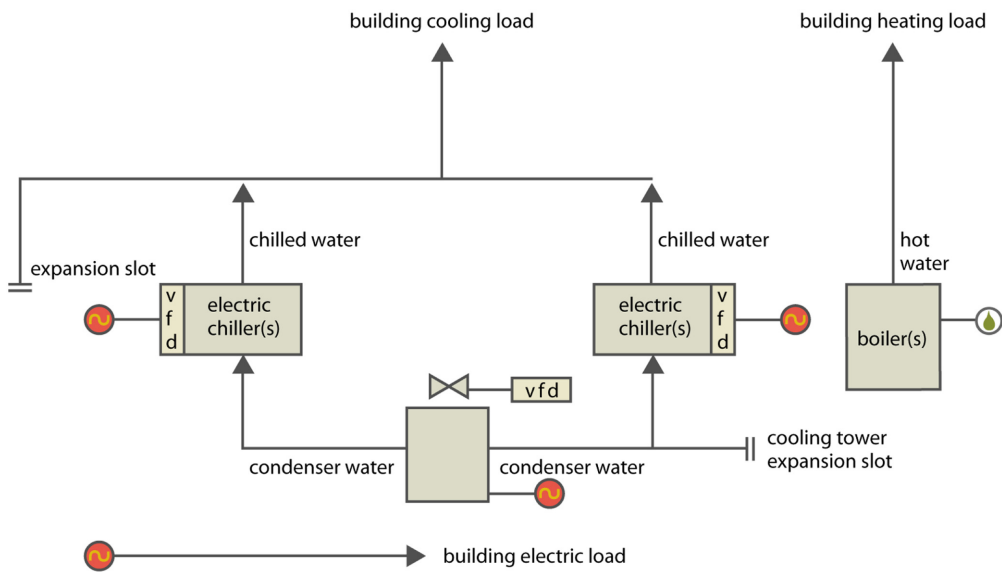 building cooling load
building heating load
chilled water
chilled water
hot
water
expansion slot
v
f
d
electric
chiller(s)
electric
chiller(s)
v
f
d
boiler(s)
vfd
condenser water
condenser water
cooling tower
expansion slot
building electric load